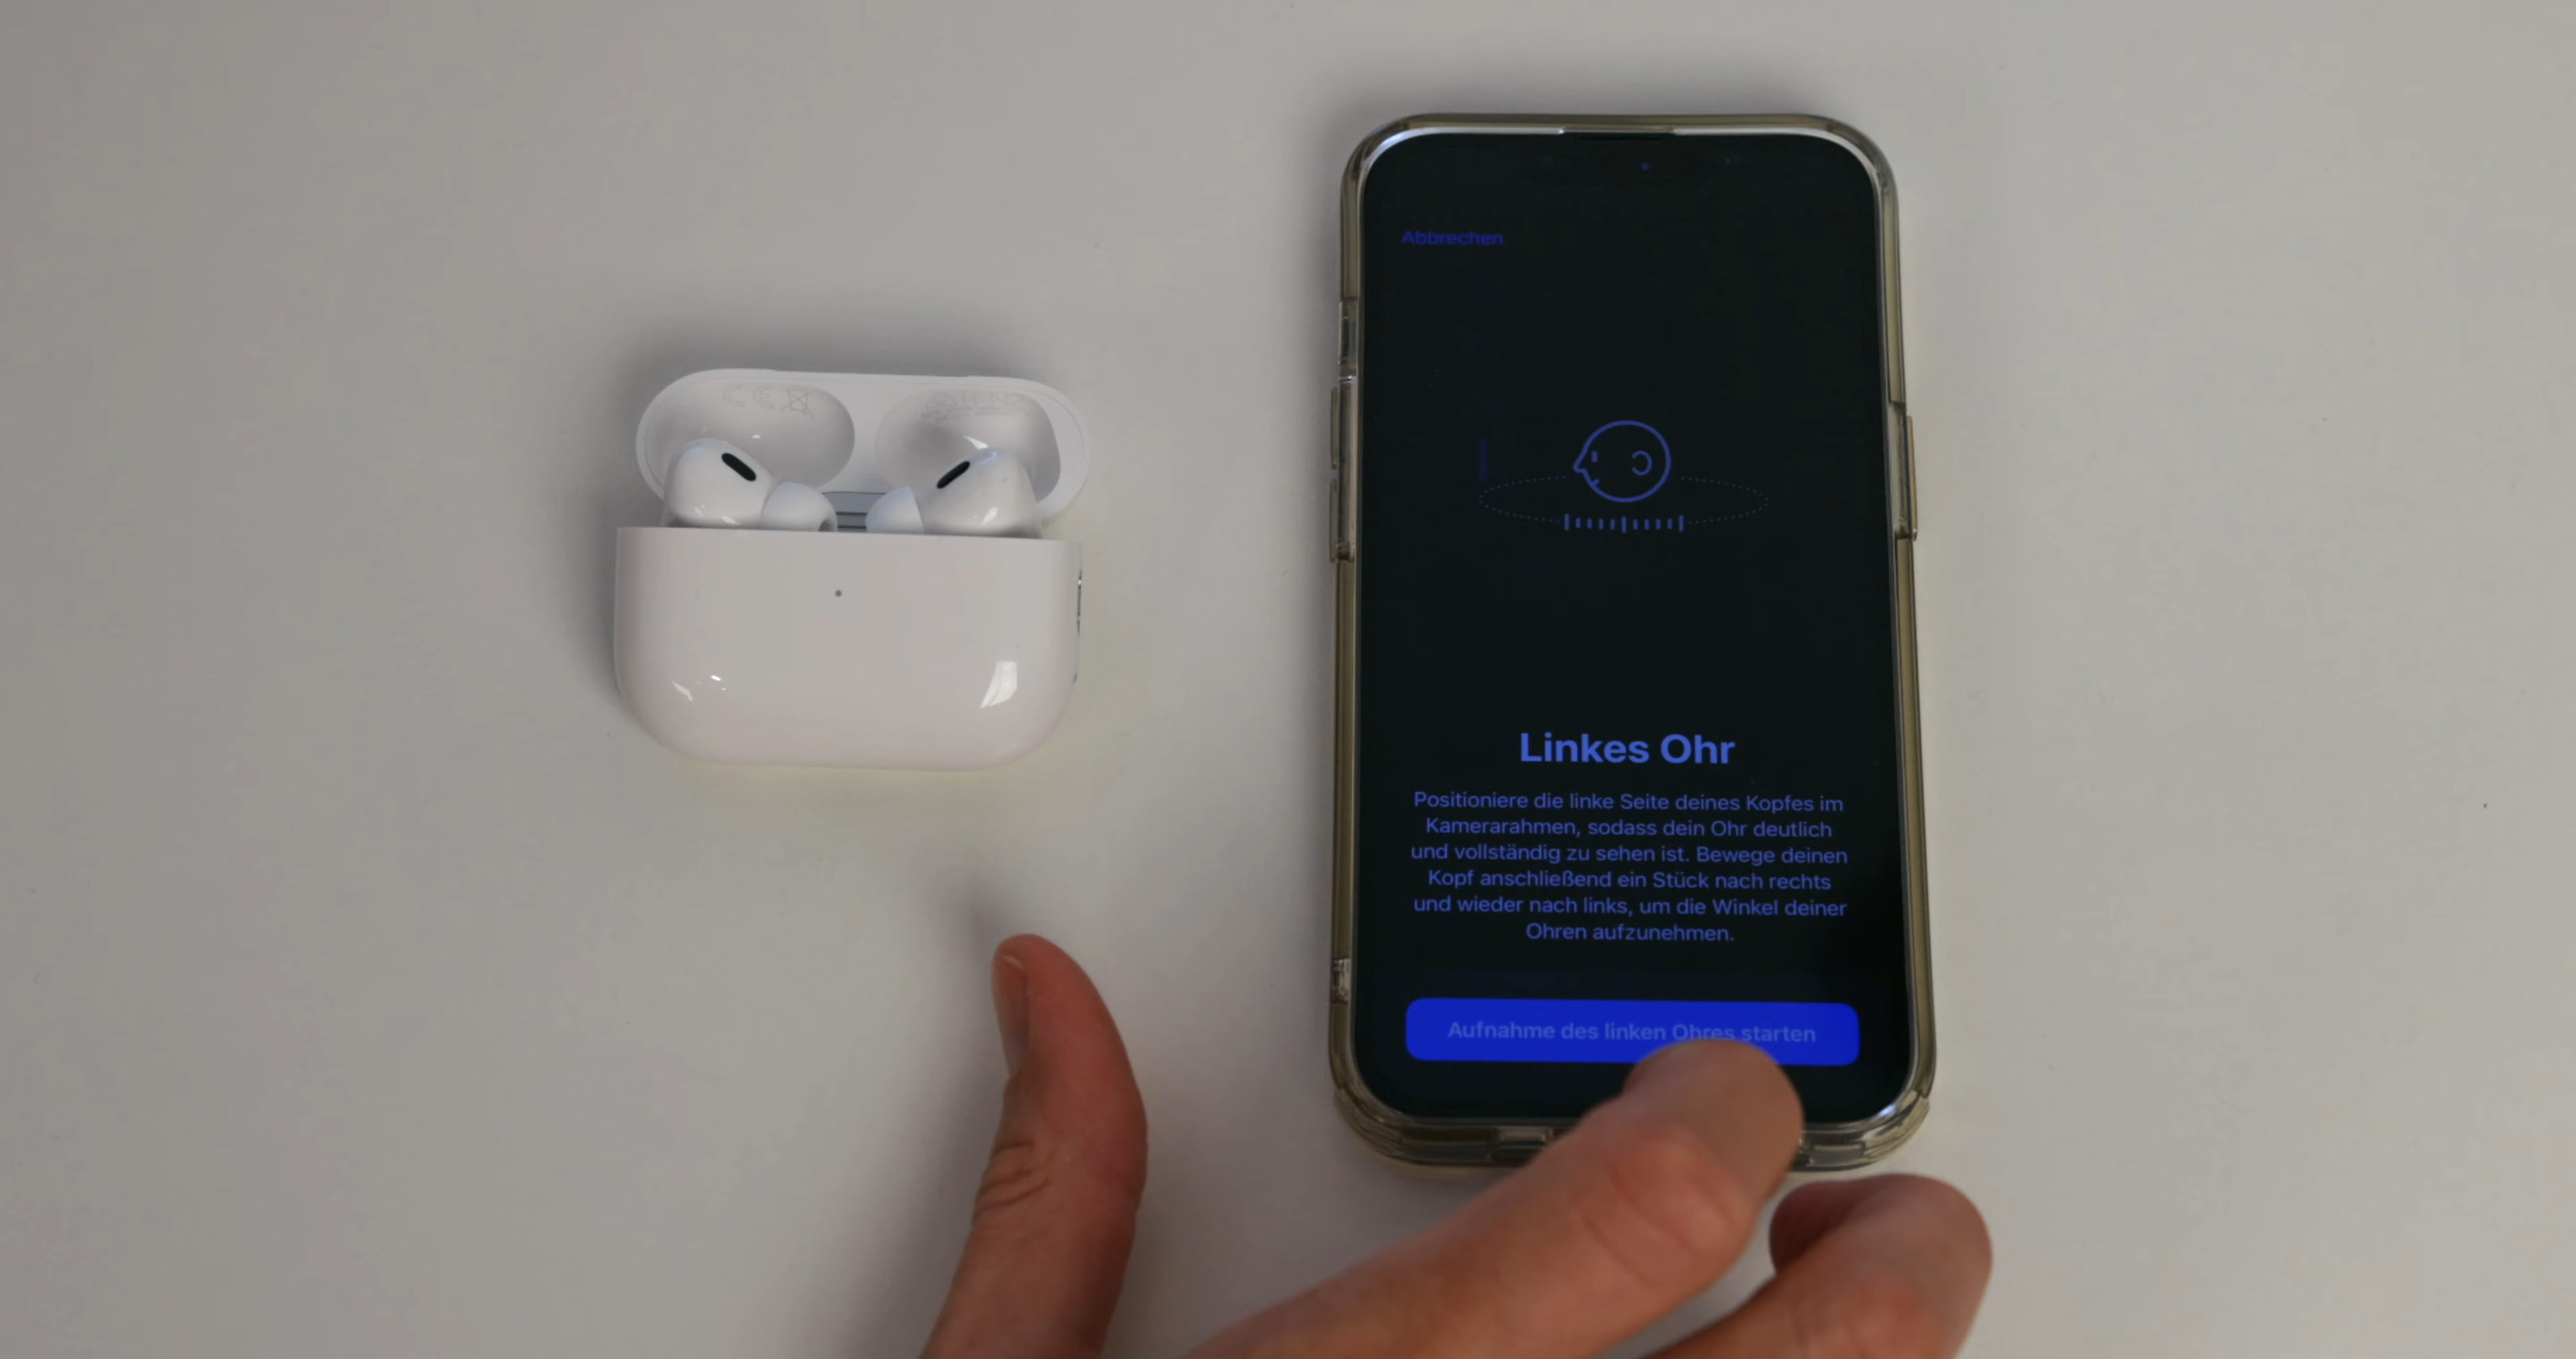 Abbrechen
Linkes Ohr
Positioniere die linke Seite deines Kopfes im
Kamerarahmen, sodass dein Ohr deutlich
und vollständig zu sehen ist. Bewege deinen
Kopf anschließend ein Stück nach rechts
und wieder nach links, um die Winkel deiner
Ohren aufzunehmen.
Aufnahme des linken Ohres starten